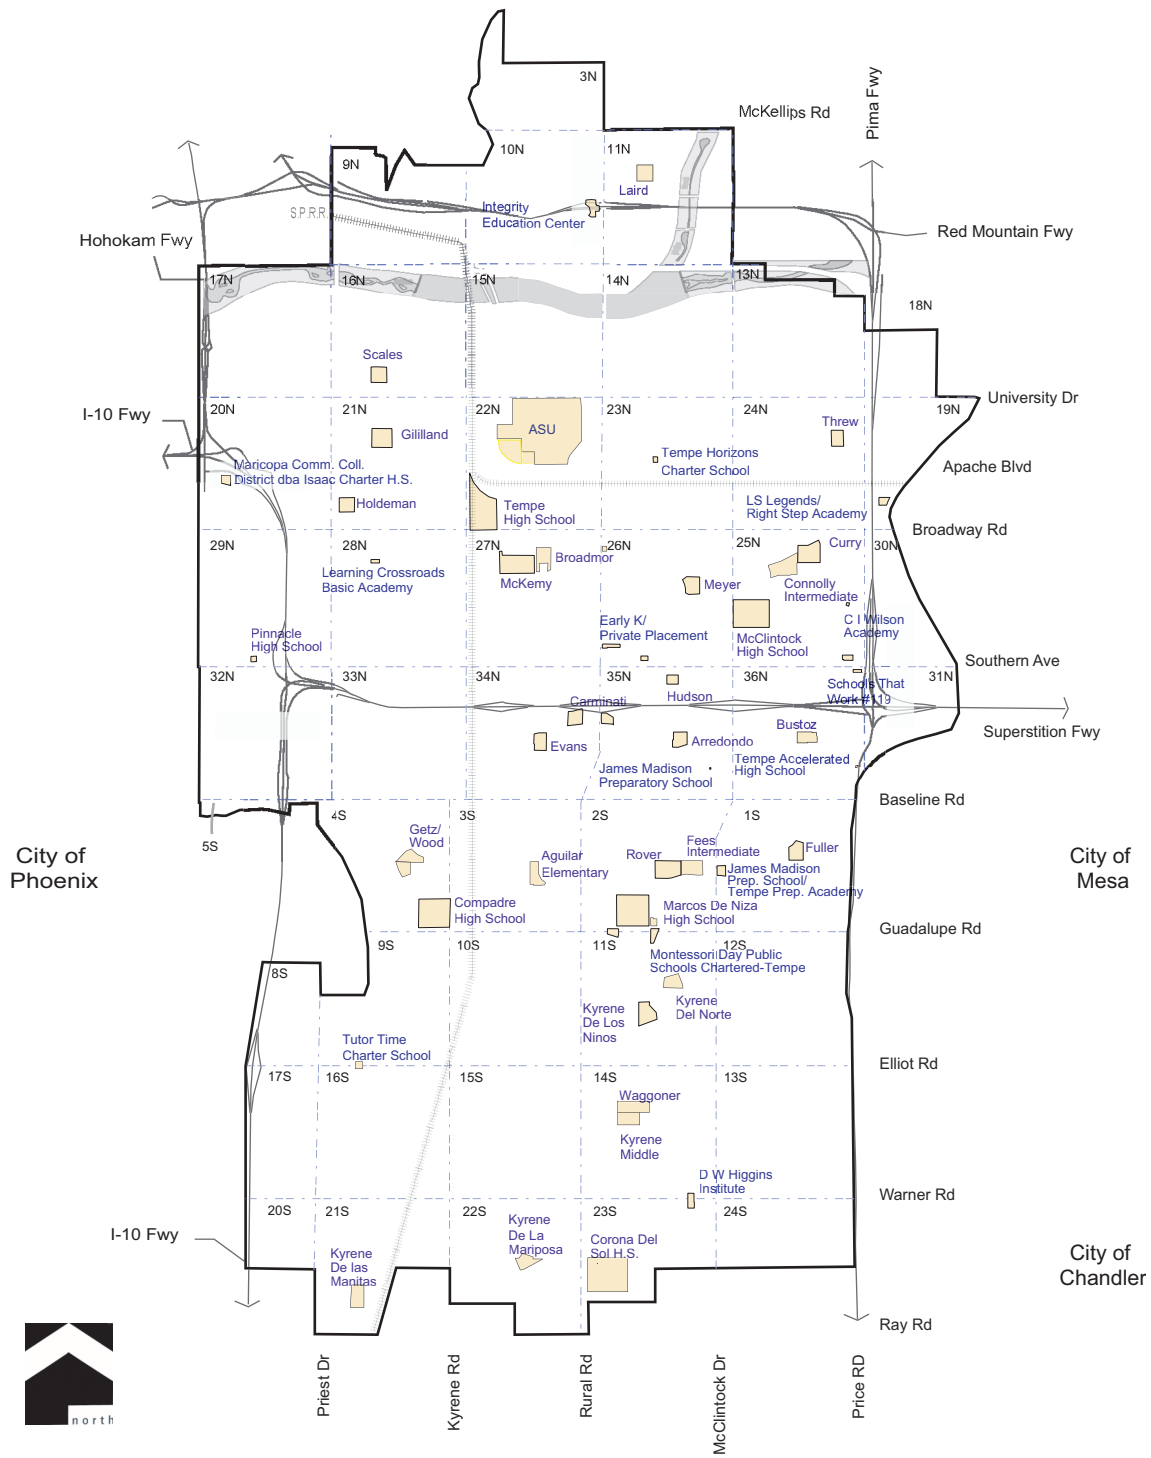 3N
McKellips Rd
Pima Fwy
10N
11N
9N
Laird
Integrity
Education Center
S.P.R.R.
Red Mountain Fwy
Hohokam Fwy
17N
16N
15N
14N
13N
18N
Scales
University Dr
20N
21N
22N
23N
24N
19N
I-10 Fwy
Gililland
ASU
Threw
Tempe Horizons
Charter School
Apache Blvd
Maricopa Comm. Coll.
District dba Isaac Charter H.S.
Holdeman
Tempe
High School
LS Legends/
Right Step Academy
Broadway Rd
29N
28N
27N
26N
25N
30N
Curry
Broadmor
McKemy
Learning Crossroads
Basic Academy
Meyer
Connolly
Intermediate
Early K/
Private Placement
C I Wilson
Academy
Pinnacle
High School
McClintock
High School
Southern Ave
32N
33N
34N
35N
36N
31N
Schools That
Work #119
Hudson
Carminati
Superstition Fwy
Bustoz
Evans
Arredondo
James Madison
Preparatory School
Tempe Accelerated
High School
Baseline Rd
4S
3S
2S
1S
5S
City of
Phoenix
Getz/
Wood
Aguilar
Elementary
Rover
Fees
Intermediate
Fuller
City of
Mesa
James Madison
Prep. School/
Tempe Prep. Academy
Compadre
High School
Marcos De Niza
High School
Guadalupe Rd
9S
10S
11S
12S
Montessori Day Public
Schools Chartered-Tempe
8S
Kyrene
De Los
Ninos
Kyrene
Del Norte
Tutor Time
Charter School
Elliot Rd
17S
16S
15S
14S
13S
Waggoner
Kyrene
Middle
D W Higgins
Institute
Warner Rd
20S
21S
22S
23S
24S
I-10 Fwy
Kyrene
De La
Mariposa
Corona Del
Sol H.S.
Kyrene
De las
Manitas
City of
Chandler
Ray Rd
north
Priest Dr
Kyrene Rd
Rural Rd
McClintock Dr
Price RD